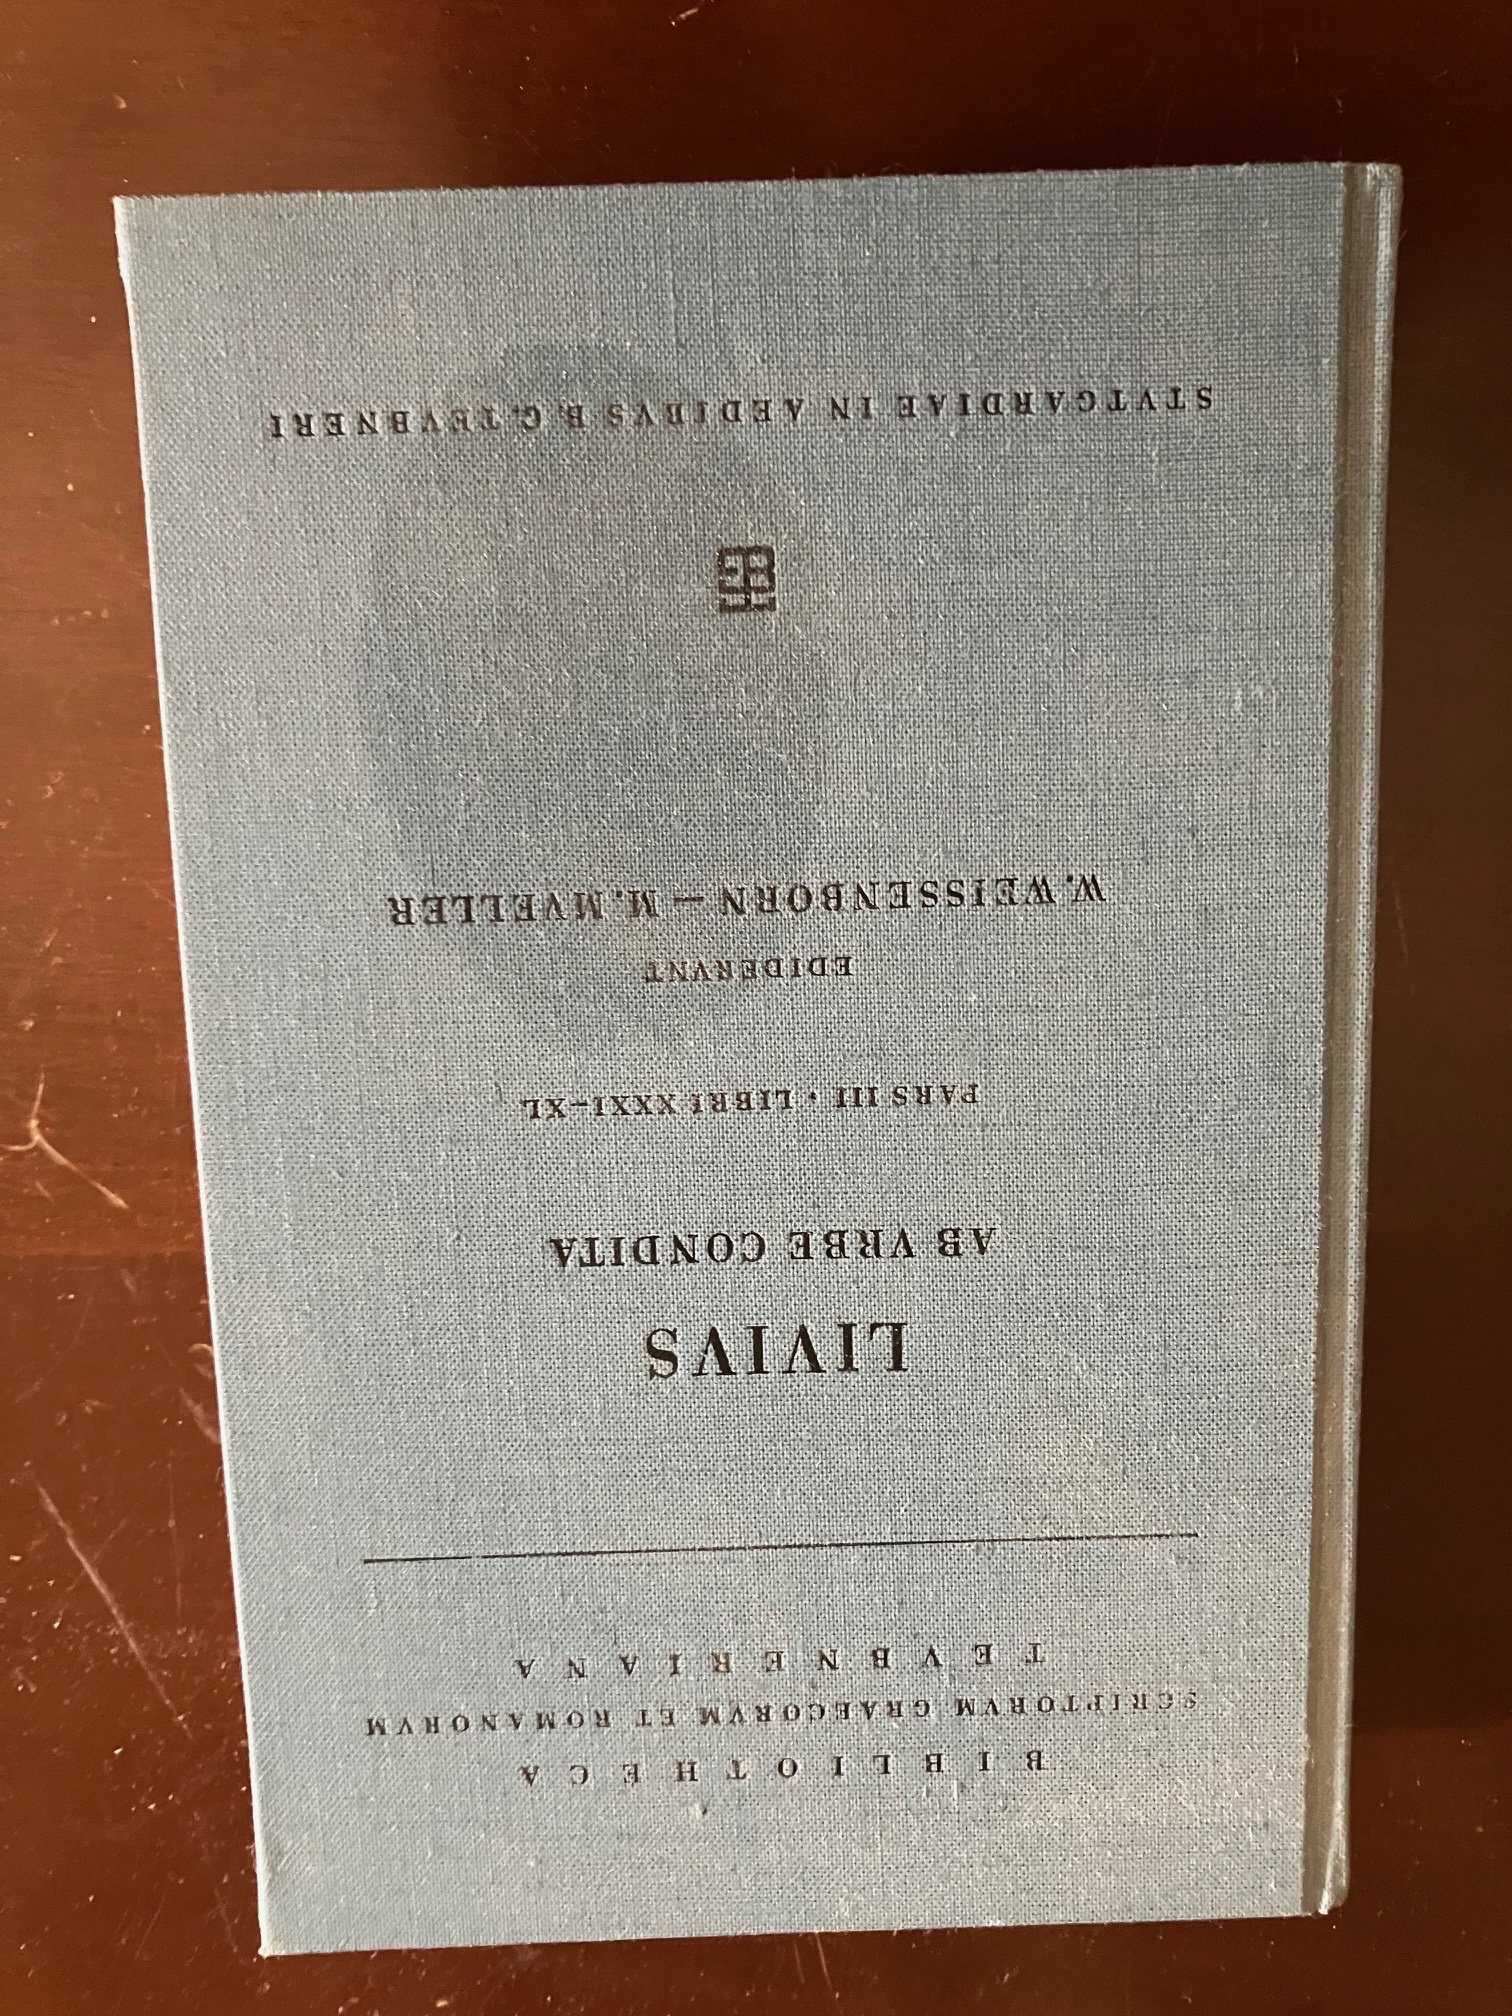 BIBLIOTHECA
SCRIPTORVM GRAECORVM ET ROMANORVM
TEVBNERIANA
LIVIVS
AB VRBE CONDITA
PARS III · LIBRI XXXI–XL
EDIDERVNT
W. WEISSENBORN – M. MVELLER
STVTGARDIAE IN AEDIBVS B. G. TEVBNERI